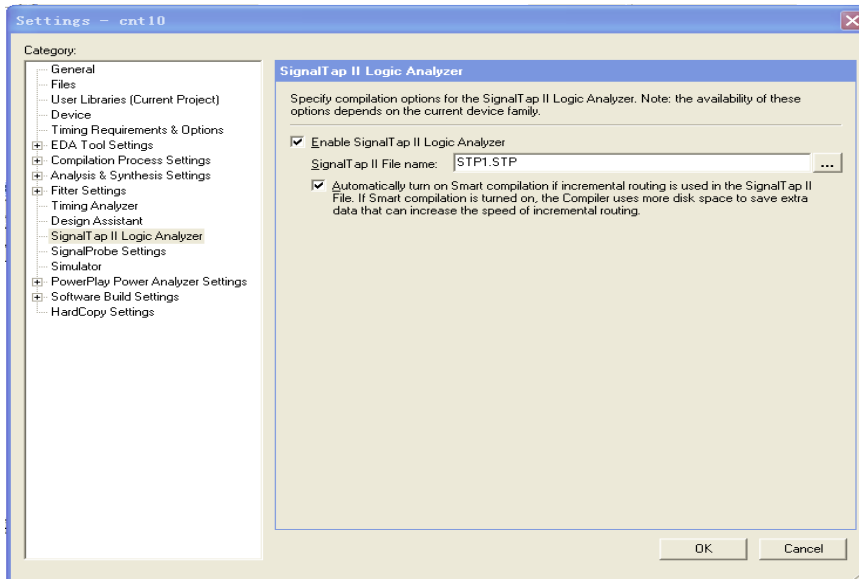 Settings - cnt10
Category:
General
Files
User Libraries (Current Project)
Device
Timing Requirements & Options
EDA Tool Settings
Compilation Process Settings
Analysis & Synthesis Settings
Fitter Settings
Timing Analyzer
Design Assistant
SignalTap II Logic Analyzer
SignalProbe Settings
Simulator
PowerPlay Power Analyzer Settings
Software Build Settings
HardCopy Settings
SignalTap II Logic Analyzer
Specify compilation options for the SignalTap II Logic Analyzer. Note: the availability of these
options depends on the current device family.
Enable SignalTap II Logic Analyzer
SignalTap II File name: STP1.STP ...
Automatically turn on Smart compilation if incremental routing is used in the SignalTap II
File. If Smart compilation is turned on, the Compiler uses more disk space to save extra
data that can increase the speed of incremental routing.
OK Cancel